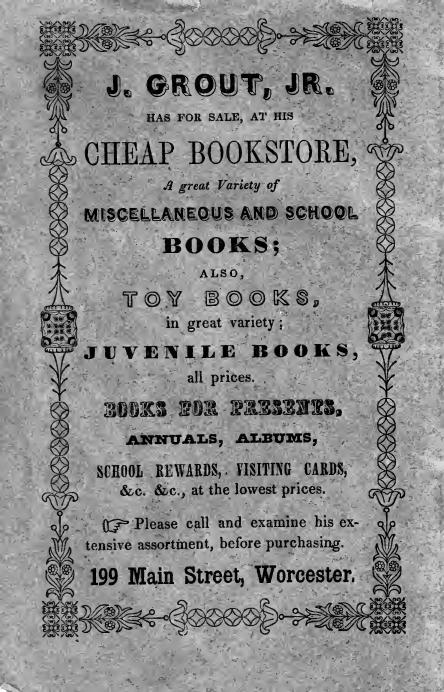 J. GROUT, JR.
HAS FOR SALE, AT HIS
CHEAP BOOKSTORE,
A great Variety of
MISCELLANEOUS AND SCHOOL
BOOKS;
ALSO,
TOY BOOKS,
in great variety;
JUVENILE BOOKS,
all prices.
BOOKS FOR PRESENTS,
ANNUALS, ALBUMS,
SCHOOL REWARDS, VISITING CARDS,
&c. &c., at the lowest prices.
☞ Please call and examine his ex-
tensive assortment, before purchasing.
199 Main Street, Worcester.